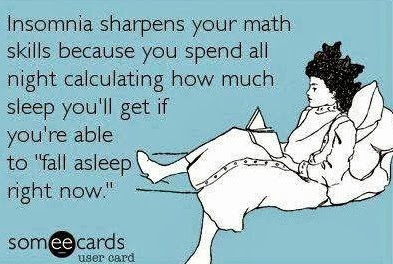 Insomnia sharpens your math
skills because you spend all
night calculating how much
sleep you'll get if
you're able
to "fall asleep
right now."
someecards
user card